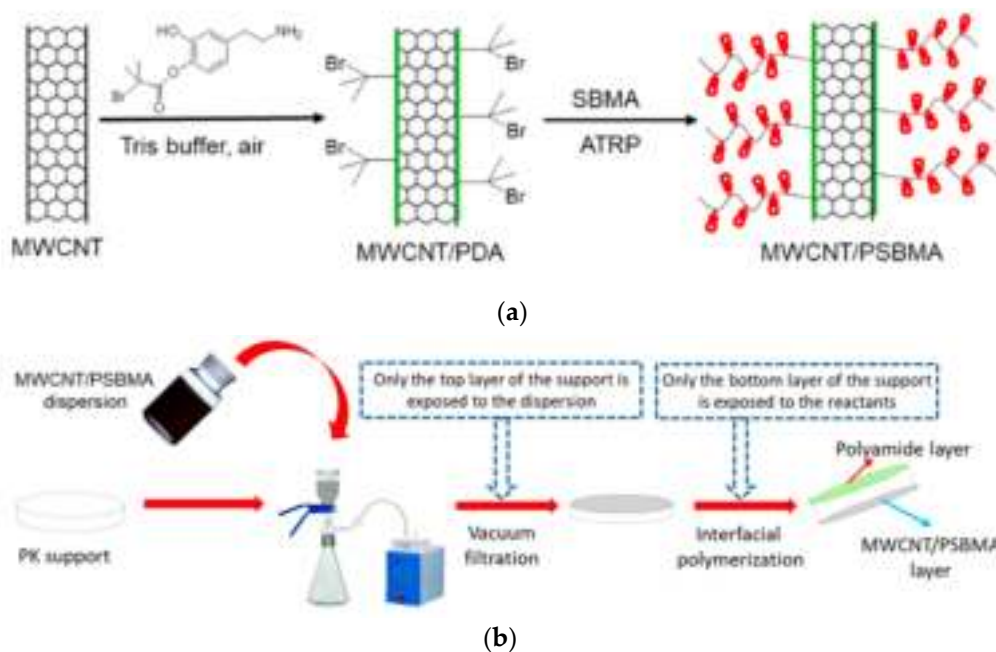 HO
NH2
Br
O
O
Tris buffer, air
MWCNT
Br
Br
Br
Br
Br
MWCNT/PDA
SBMA
ATRP
MWCNT/PSBMA
(a)
MWCNT/PSBMA
dispersion
Only the top layer of the support is
exposed to the dispersion
Only the bottom layer of the support
is exposed to the reactants
Polyamide layer
PK support
Vacuum
filtration
Interfacial
polymerization
MWCNT/PSBMA
layer
(b)